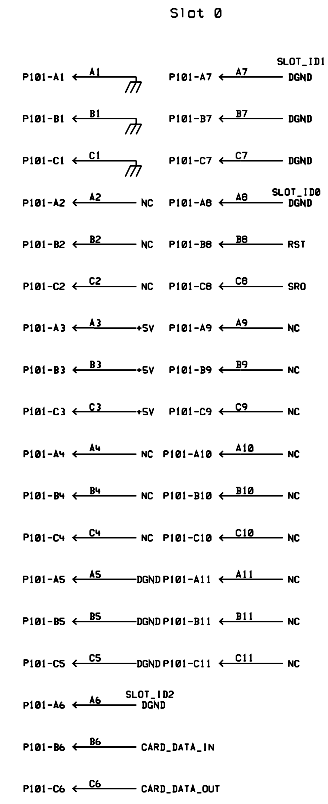 Slot 0
SLOT_ID1
P101-A1 A1 P101-A7 A7 DGND
P101-B1 B1 P101-B7 B7 DGND
P101-C1 C1 P101-C7 C7 DGND
SLOT_ID0
P101-A2 A2 NC P101-A8 A8 DGND
P101-B2 B2 NC P101-B8 B8 RST
P101-C2 C2 NC P101-C8 C8 SRQ
P101-A3 A3 +5V P101-A9 A9 NC
P101-B3 B3 +5V P101-B9 B9 NC
P101-C3 C3 +5V P101-C9 C9 NC
P101-A4 A4 NC P101-A10 A10 NC
P101-B4 B4 NC P101-B10 B10 NC
P101-C4 C4 NC P101-C10 C10 NC
P101-A5 A5 DGND P101-A11 A11 NC
P101-B5 B5 DGND P101-B11 B11 NC
P101-C5 C5 DGND P101-C11 C11 NC
SLOT_ID2
P101-A6 A6 DGND
P101-B6 B6 CARD_DATA_IN
P101-C6 C6 CARD_DATA_OUT